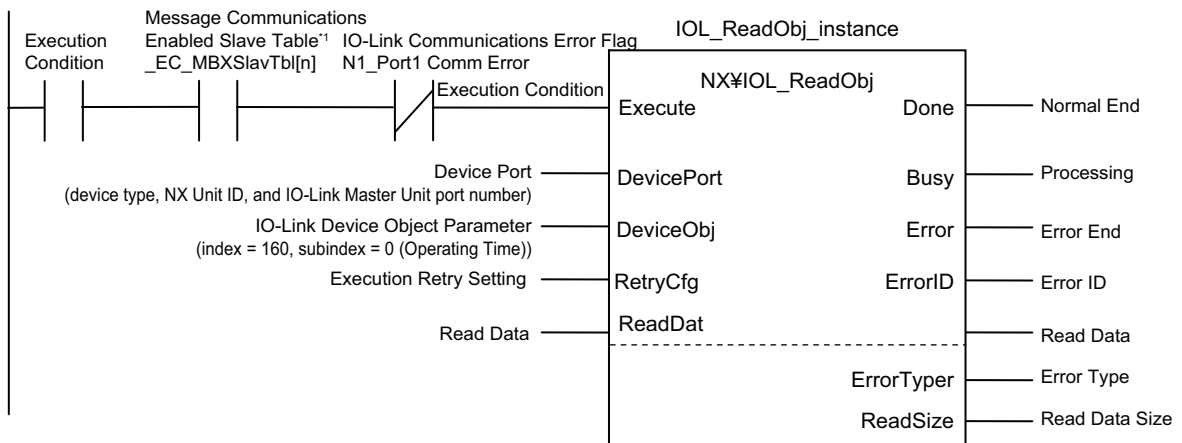 Message Communications
Execution Enabled Slave Table*1 IO-Link Communications Error Flag
Condition _EC_MBXSlavTbl[n] N1_Port1 Comm Error
IOL_ReadObj_instance
NX¥IOL_ReadObj
Execution Condition
Execute Done Normal End
Device Port DevicePort Busy Processing
(device type, NX Unit ID, and IO-Link Master Unit port number)
IO-Link Device Object Parameter DeviceObj Error Error End
(index = 160, subindex = 0 (Operating Time))
Execution Retry Setting RetryCfg ErrorID Error ID
Read Data ReadDat Read Data
ErrorTyper Error Type
ReadSize Read Data Size